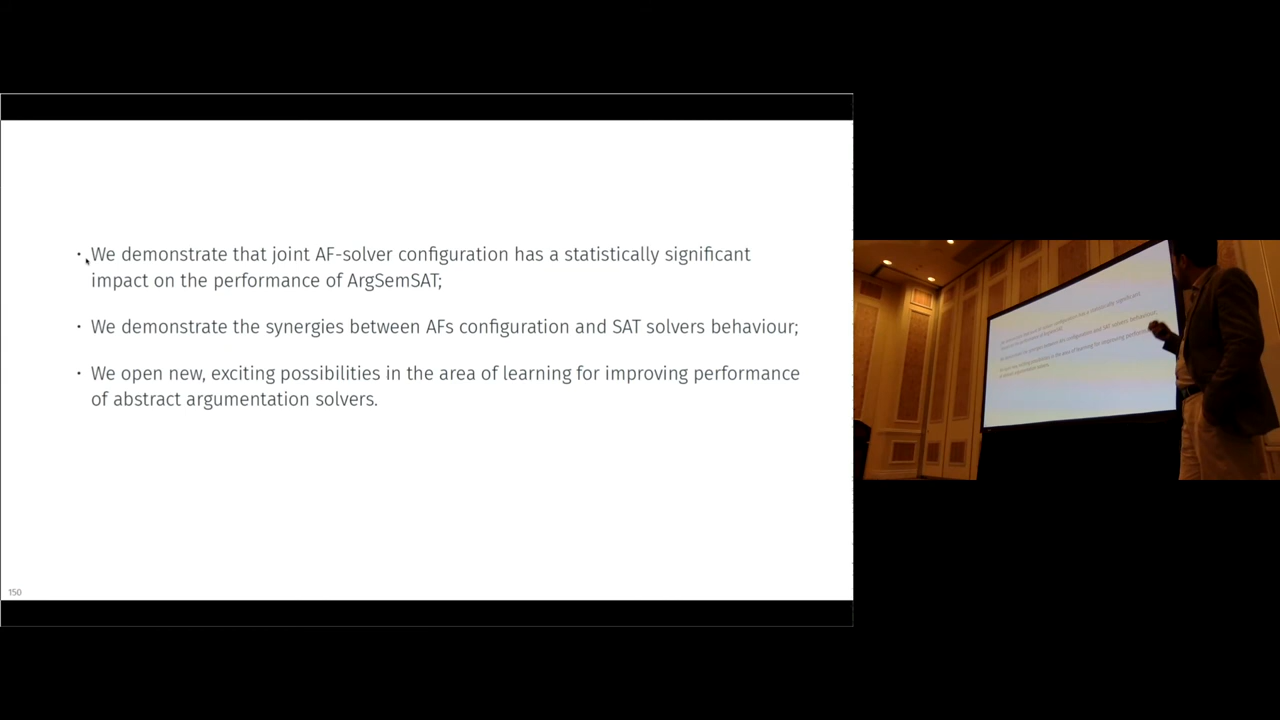 · We demonstrate that joint AF-solver configuration has a statistically significant
impact on the performance of ArgSemSAT;
· We demonstrate the synergies between AFs configuration and SAT solvers behaviour;
· We open new, exciting possibilities in the area of learning for improving performance
of abstract argumentation solvers.
150